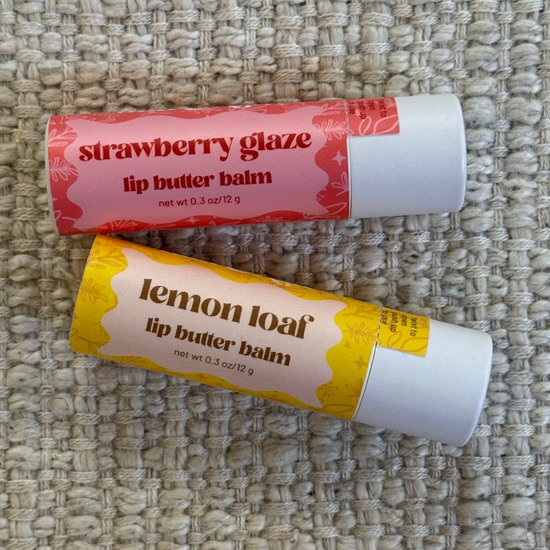 strawberry glaze
lip butter balm
net wt 0.3 oz/12 g
lemon loaf
lip butter balm
net wt 0.3 oz/12 g